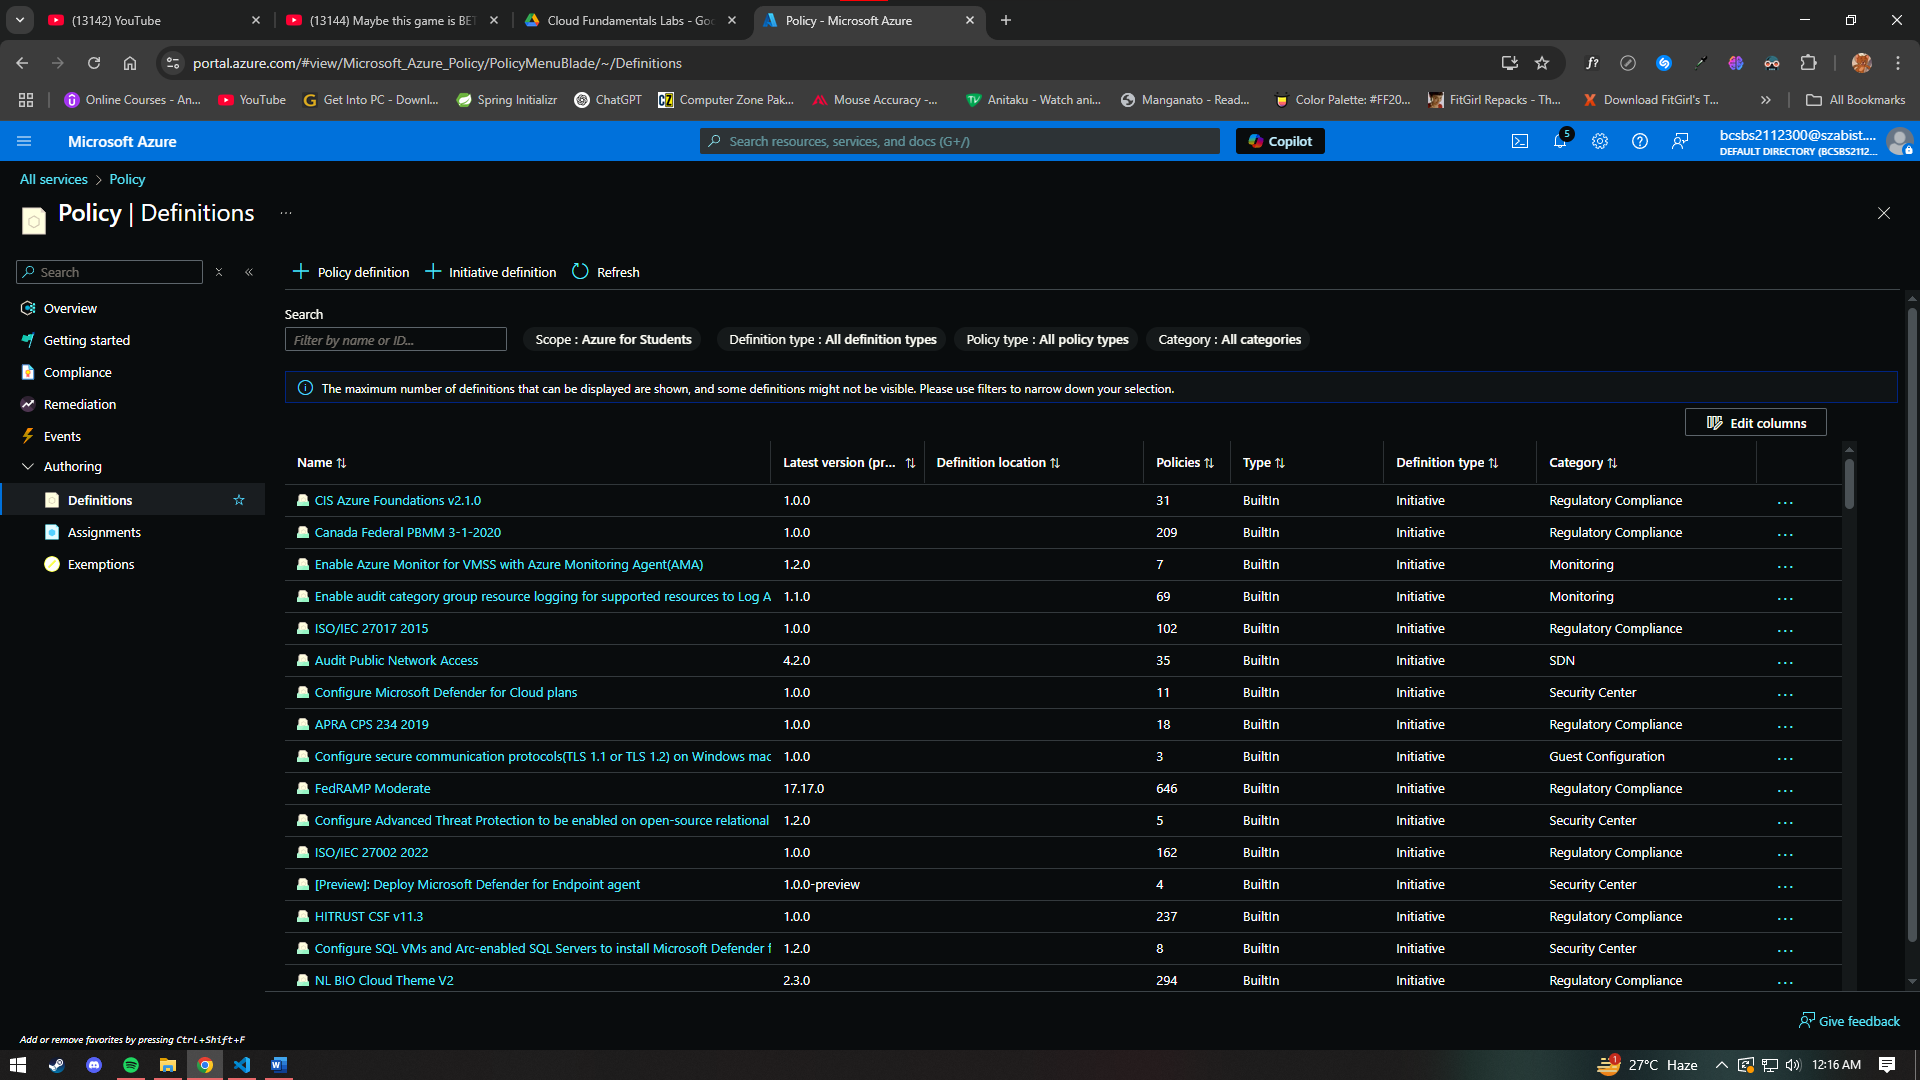 (13142) YouTube
(13144) Maybe this game is BET
Cloud Fundamentals Labs - Goo
Policy - Microsoft Azure
portal.azure.com/#view/Microsoft_Azure_Policy/PolicyMenuBlade/~/Definitions
Online Courses - An...
YouTube
Get Into PC - Downl...
Spring Initializr
ChatGPT
Computer Zone Pak...
Mouse Accuracy -...
Anitaku - Watch ani...
Manganato - Read...
Color Palette: #FF20...
FitGirl Repacks - Th...
Download FitGirl's T...
All Bookmarks
Microsoft Azure
Search resources, services, and docs (G+/)
Copilot
5
bcsbs2112300@szabist....
DEFAULT DIRECTORY (BCSBS2112...
All services > Policy
Policy | Definitions ...
Search
Policy definition
Initiative definition
Refresh
Overview
Getting started
Compliance
Remediation
Events
Authoring
Definitions
Assignments
Exemptions
Search
Filter by name or ID...
Scope : Azure for Students
Definition type : All definition types
Policy type : All policy types
Category : All categories
The maximum number of definitions that can be displayed are shown, and some definitions might not be visible. Please use filters to narrow down your selection.
Edit columns
Name Latest version (pr... Definition location Policies Type Definition type Category
CIS Azure Foundations v2.1.0 1.0.0 31 BuiltIn Initiative Regulatory Compliance ...
Canada Federal PBMM 3-1-2020 1.0.0 209 BuiltIn Initiative Regulatory Compliance ...
Enable Azure Monitor for VMSS with Azure Monitoring Agent(AMA) 1.2.0 7 BuiltIn Initiative Monitoring ...
Enable audit category group resource logging for supported resources to Log A 1.1.0 69 BuiltIn Initiative Monitoring ...
ISO/IEC 27017 2015 1.0.0 102 BuiltIn Initiative Regulatory Compliance ...
Audit Public Network Access 4.2.0 35 BuiltIn Initiative SDN ...
Configure Microsoft Defender for Cloud plans 1.0.0 11 BuiltIn Initiative Security Center ...
APRA CPS 234 2019 1.0.0 18 BuiltIn Initiative Regulatory Compliance ...
Configure secure communication protocols(TLS 1.1 or TLS 1.2) on Windows mac 1.0.0 3 BuiltIn Initiative Guest Configuration ...
FedRAMP Moderate 17.17.0 646 BuiltIn Initiative Regulatory Compliance ...
Configure Advanced Threat Protection to be enabled on open-source relational 1.2.0 5 BuiltIn Initiative Security Center ...
ISO/IEC 27002 2022 1.0.0 162 BuiltIn Initiative Regulatory Compliance ...
[Preview]: Deploy Microsoft Defender for Endpoint agent 1.0.0-preview 4 BuiltIn Initiative Security Center ...
HITRUST CSF v11.3 1.0.0 237 BuiltIn Initiative Regulatory Compliance ...
Configure SQL VMs and Arc-enabled SQL Servers to install Microsoft Defender f 1.2.0 8 BuiltIn Initiative Security Center ...
NL BIO Cloud Theme V2 2.3.0 294 BuiltIn Initiative Regulatory Compliance ...
Give feedback
Add or remove favorites by pressing Ctrl+Shift+F
1
27°C Haze
12:16 AM